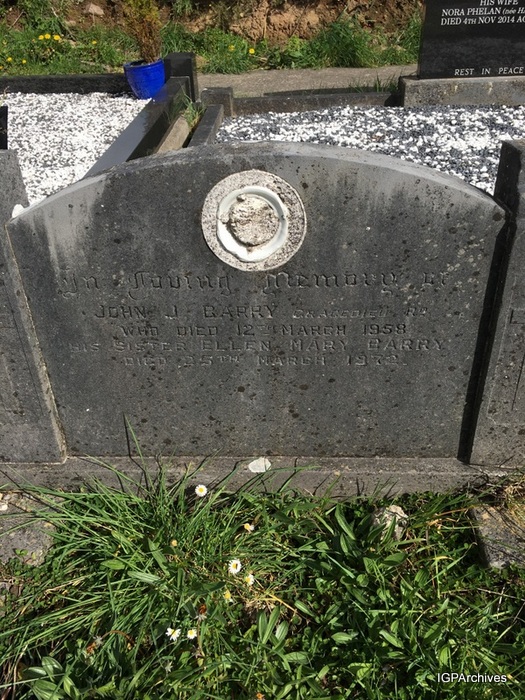 HIS WIFE
NORA PHELAN (née
DIED 4TH NOV 2014
REST IN PEACE
In Loving Memory of
JOHN J. BARRY
WHO DIED 12TH MARCH 1958
HIS SISTER ELLEN MARY BARRY
DIED 25TH MARCH 1972
IGPArchives